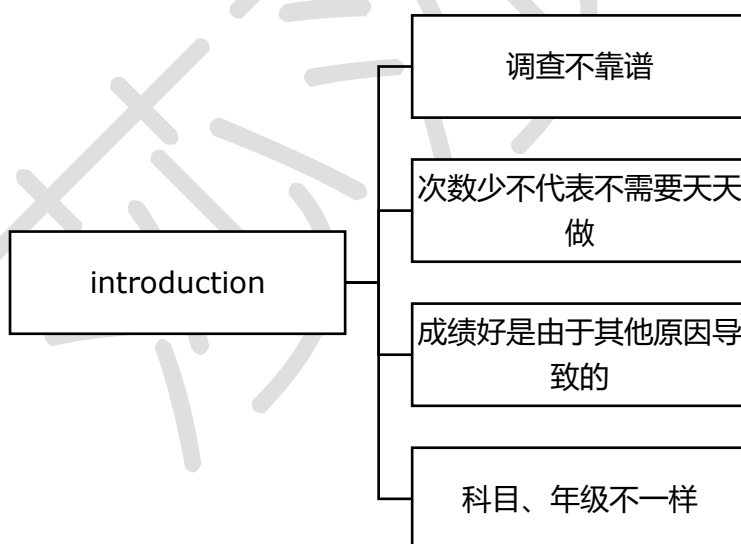 调查不靠谱
次数少不代表不需要天天
做
introduction
成绩好是由于其他原因导
致的
科目、年级不一样